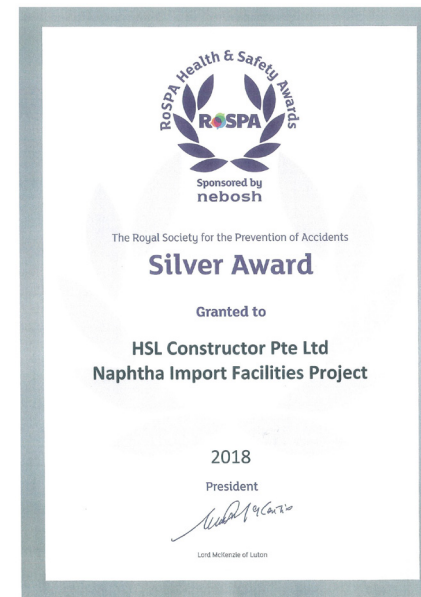 RoSPA Health & Safety Awards
RoSPA
Sponsored by
nebosh
The Royal Society for the Prevention of Accidents
Silver Award
Granted to
HSL Constructor Pte Ltd
Naphtha Import Facilities Project
2018
President
Lord McKenzie of Luton